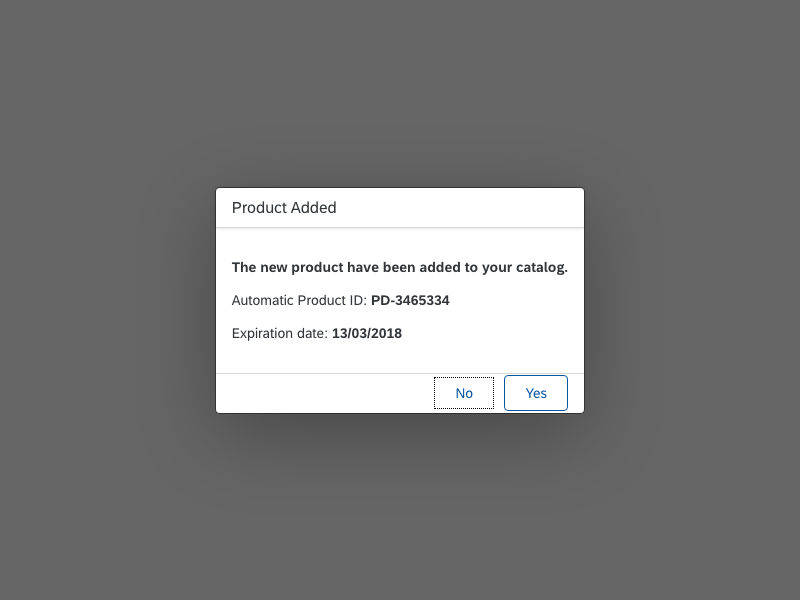 Product Added
The new product have been added to your catalog.
Automatic Product ID: PD-3465334
Expiration date: 13/03/2018
No Yes